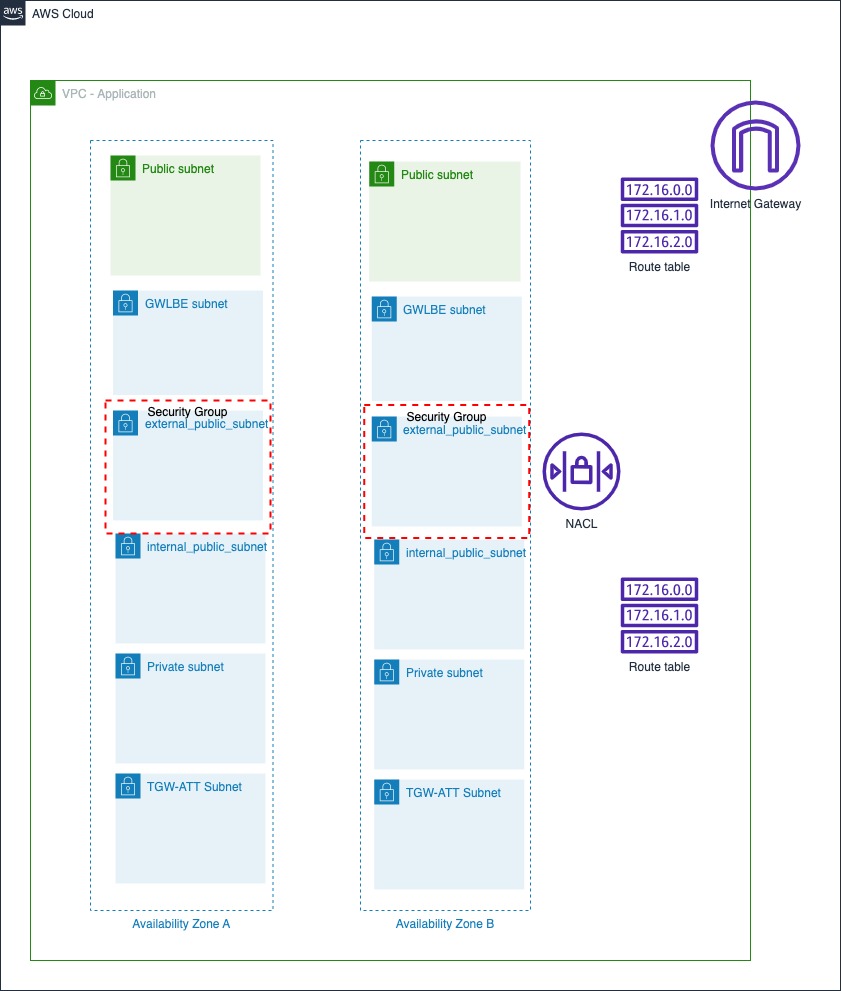 aws
AWS Cloud
VPC - Application
Public subnet
GWLBE subnet
Security Group
external_public_subnet
internal_public_subnet
Private subnet
TGW-ATT Subnet
Availability Zone A
Public subnet
GWLBE subnet
Security Group
external_public_subnet
internal_public_subnet
Private subnet
TGW-ATT Subnet
Availability Zone B
Internet Gateway
172.16.0.0
172.16.1.0
172.16.2.0
Route table
NACL
172.16.0.0
172.16.1.0
172.16.2.0
Route table